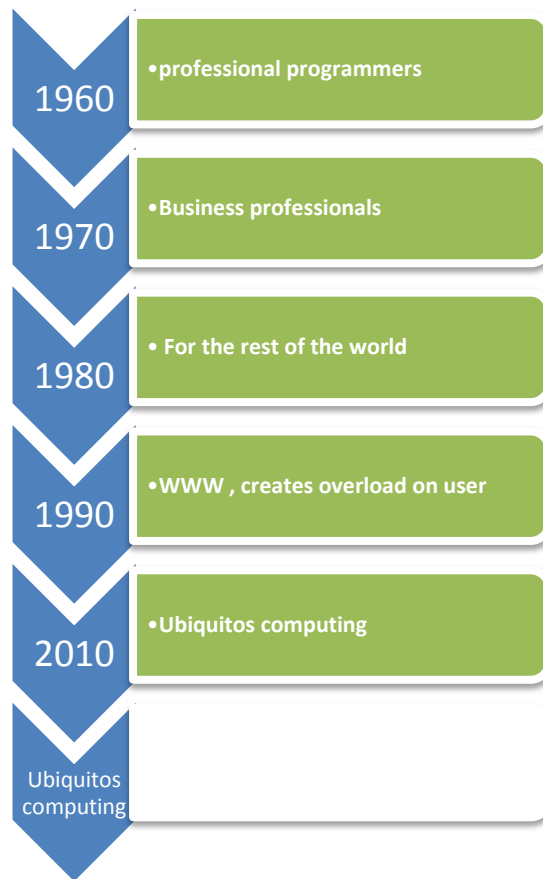 1960
•professional programmers
1970
•Business professionals
1980
• For the rest of the world
1990
•WWW , creates overload on user
2010
•Ubiquitos computing
Ubiquitos
computing